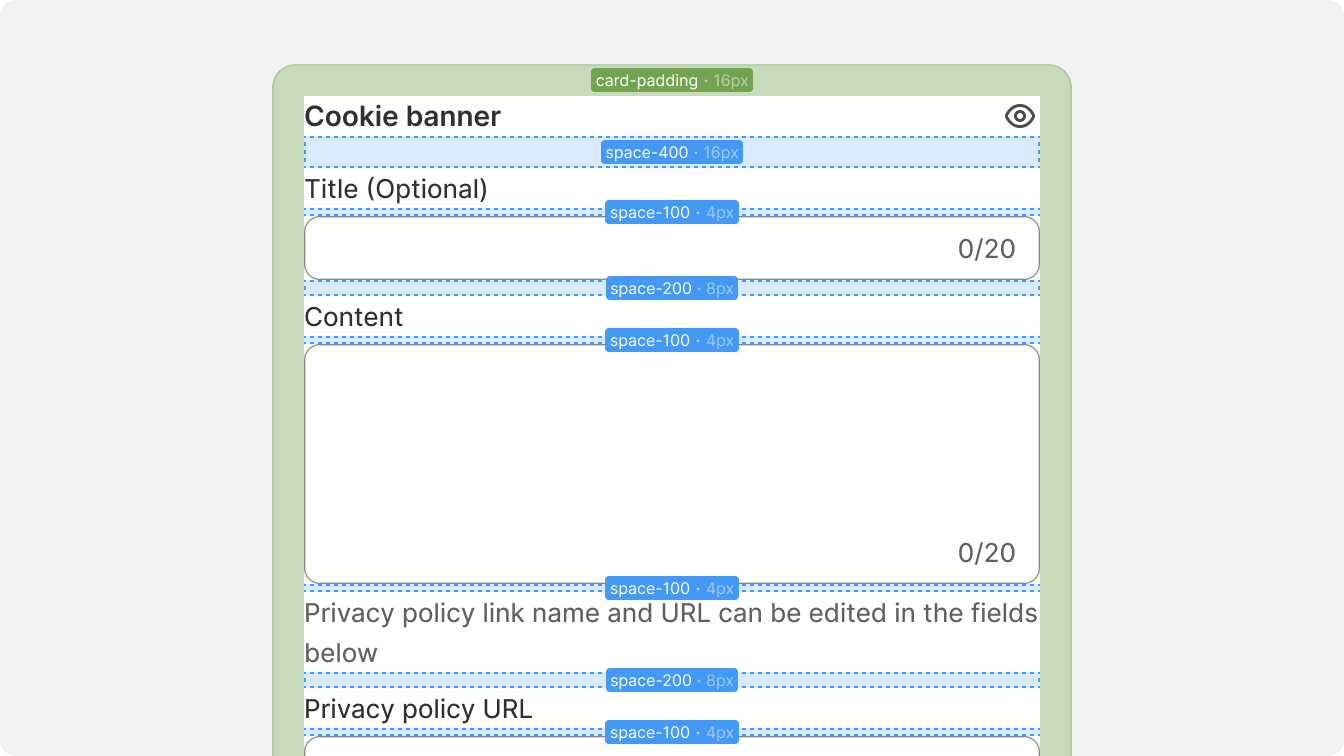 card-padding · 16px
Cookie banner
space-400 · 16px
Title (Optional)
space-100 · 4px
0/20
space-200 · 8px
Content
space-100 · 4px
0/20
space-100 · 4px
Privacy policy link name and URL can be edited in the fields
below
space-200 · 8px
Privacy policy URL
space-100 · 4px